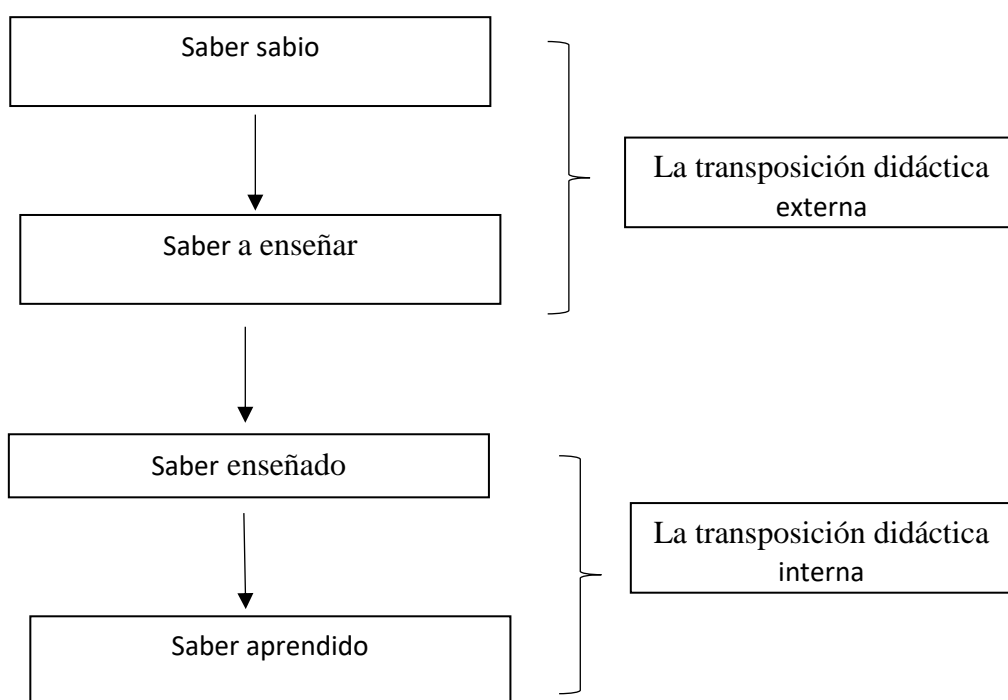 Saber sabio
La transposición didáctica
externa
Saber a enseñar
Saber enseñado
La transposición didáctica
interna
Saber aprendido